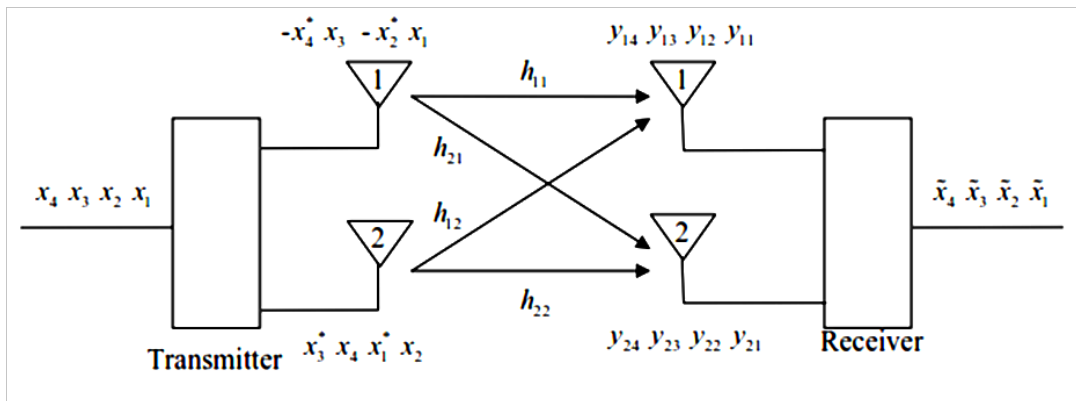 -x₄* x₃ -x₂* x₁
y₁₄ y₁₃ y₁₂ y₁₁
1
h₁₁
1
h₂₁
x₄ x₃ x₂ x₁
x̃₄ x̃₃ x̃₂ x̃₁
h₁₂
2
2
h₂₂
x₃* x₄ x₁* x₂
y₂₄ y₂₃ y₂₂ y₂₁
Transmitter
Receiver